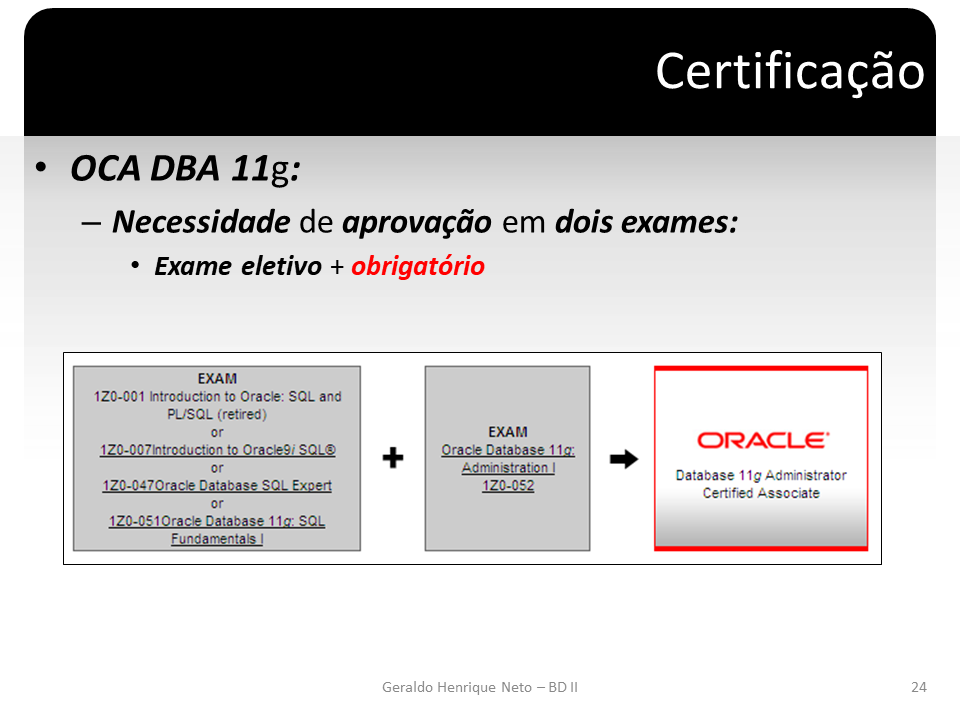 Certificação
• OCA DBA 11g:
– Necessidade de aprovação em dois exames:
• Exame eletivo + obrigatório
EXAM
1Z0-001 Introduction to Oracle: SQL and
PL/SQL (retired)
or
1Z0-007Introduction to Oracle9i SQL®
or
1Z0-047Oracle Database SQL Expert
or
1Z0-051Oracle Database 11g: SQL
Fundamentals I
+
EXAM
Oracle Database 11g:
Administration I
1Z0-052
ORACLE®
Database 11g Administrator
Certified Associate
Geraldo Henrique Neto – BD II
24